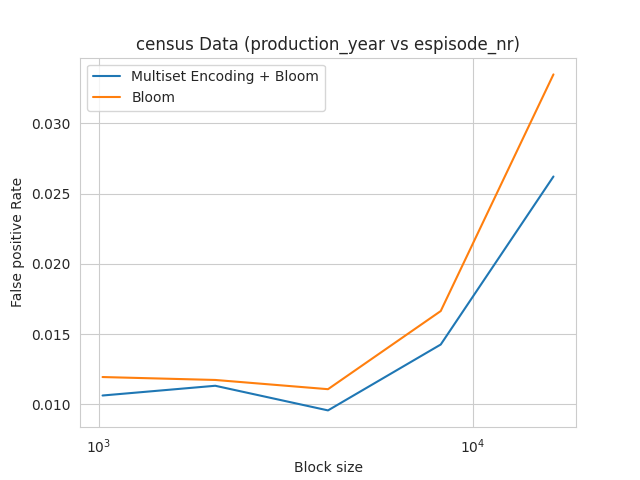 census Data (production_year vs espisode_nr)
Multiset Encoding + Bloom
Bloom
0.030
0.025
0.020
0.015
0.010
False positive Rate
10³
10⁴
Block size